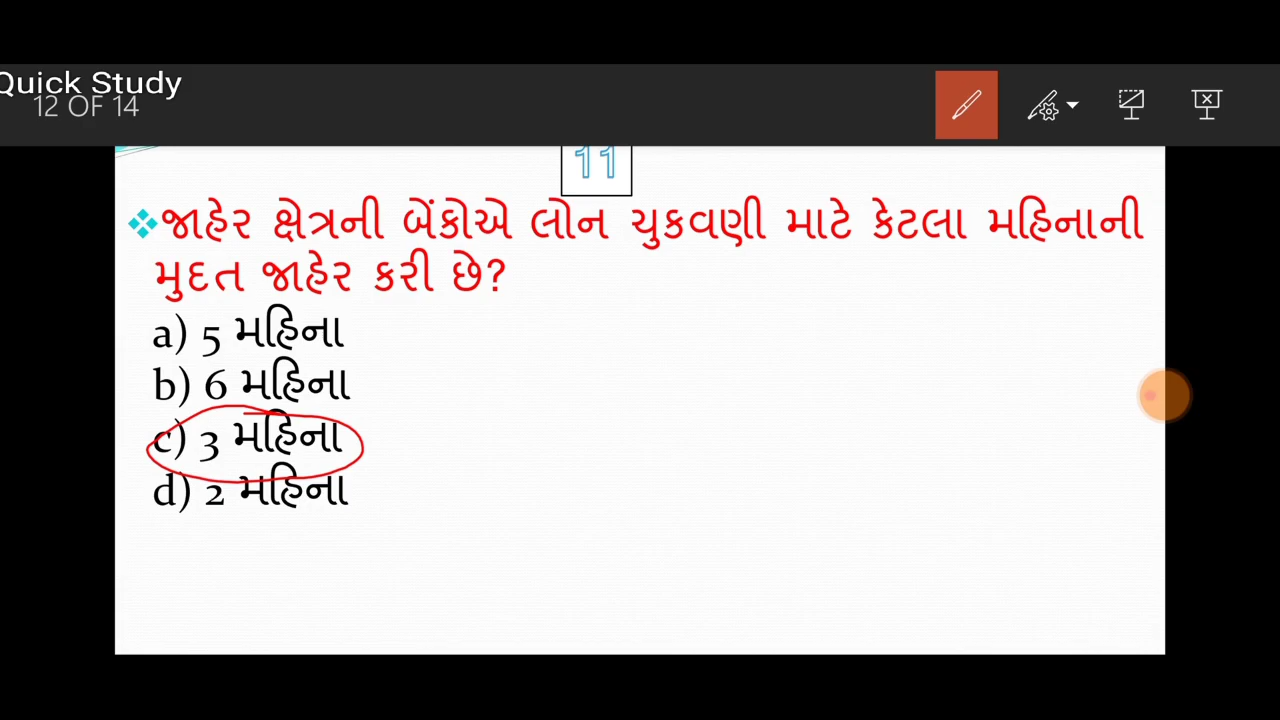 Quick Study
12 OF 14
11
જાહેર ક્ષેત્રની બેંકોએ લોન ચુકવણી માટે કેટલા મહિનાની
મુદત જાહેર કરી છે?
a) 5 મહિના
b) 6 મહિના
c) 3 મહિના
d) 2 મહિના